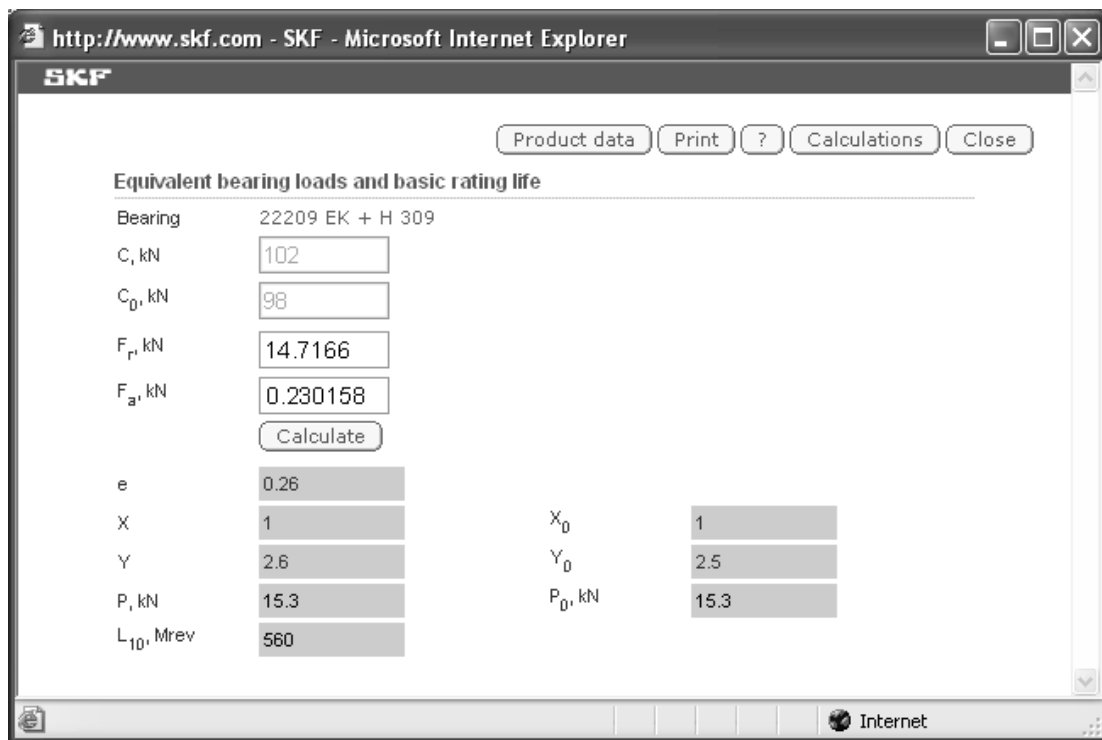 http://www.skf.com - SKF - Microsoft Internet Explorer
SKF
Product data Print ? Calculations Close
Equivalent bearing loads and basic rating life
Bearing 22209 EK + H 309
C, kN 102
C₀, kN 98
Fᵣ, kN 14.7166
Fₐ, kN 0.230158
Calculate
e 0.26
X 1 X₀ 1
Y 2.6 Y₀ 2.5
P, kN 15.3 P₀, kN 15.3
L₁₀, Mrev 560
Internet